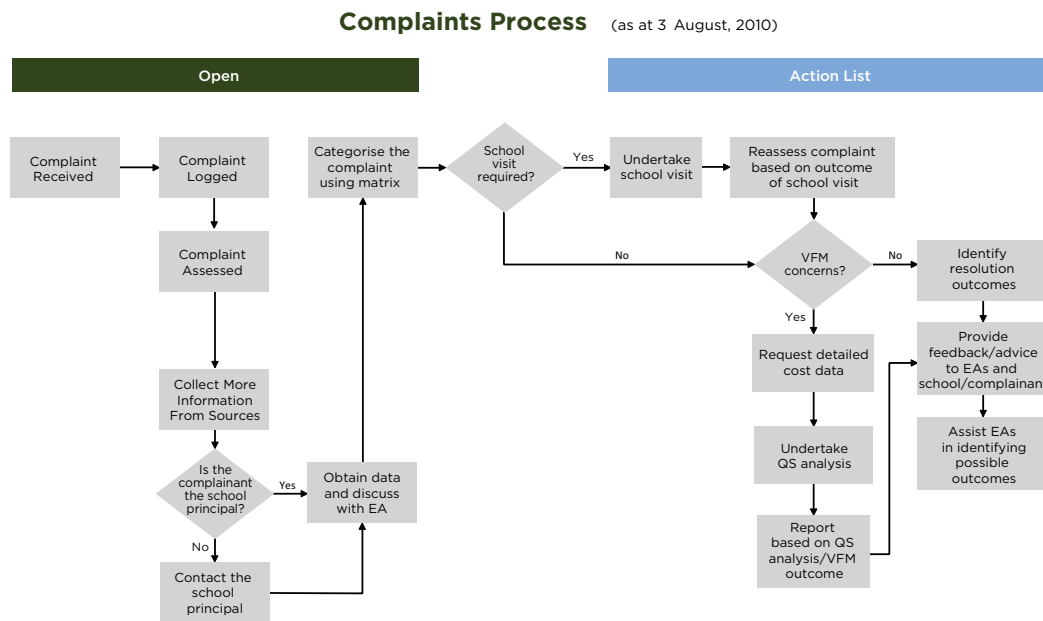 Complaints Process (as at 3 August, 2010)
Open
Action List
Complaint
Received
Complaint
Logged
Complaint
Assessed
Collect More
Information
From Sources
Is the
complainant
the school
principal?
Yes
No
Contact the
school
principal
Obtain data
and discuss
with EA
Categorise the
complaint
using matrix
School
visit
required?
Yes
No
Undertake
school visit
Reassess complaint
based on outcome
of school visit
VFM
concerns?
No
Yes
Identify
resolution
outcomes
Request detailed
cost data
Undertake
QS analysis
Report
based on QS
analysis/VFM
outcome
Provide
feedback/advice
to EAs and
school/complainan
Assist EAs
in identifying
possible
outcomes